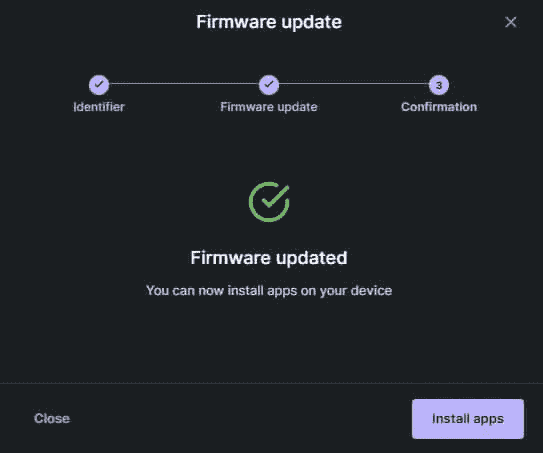 Firmware update
3
Identifier Firmware update Confirmation
Firmware updated
You can now install apps on your device
Close Install apps